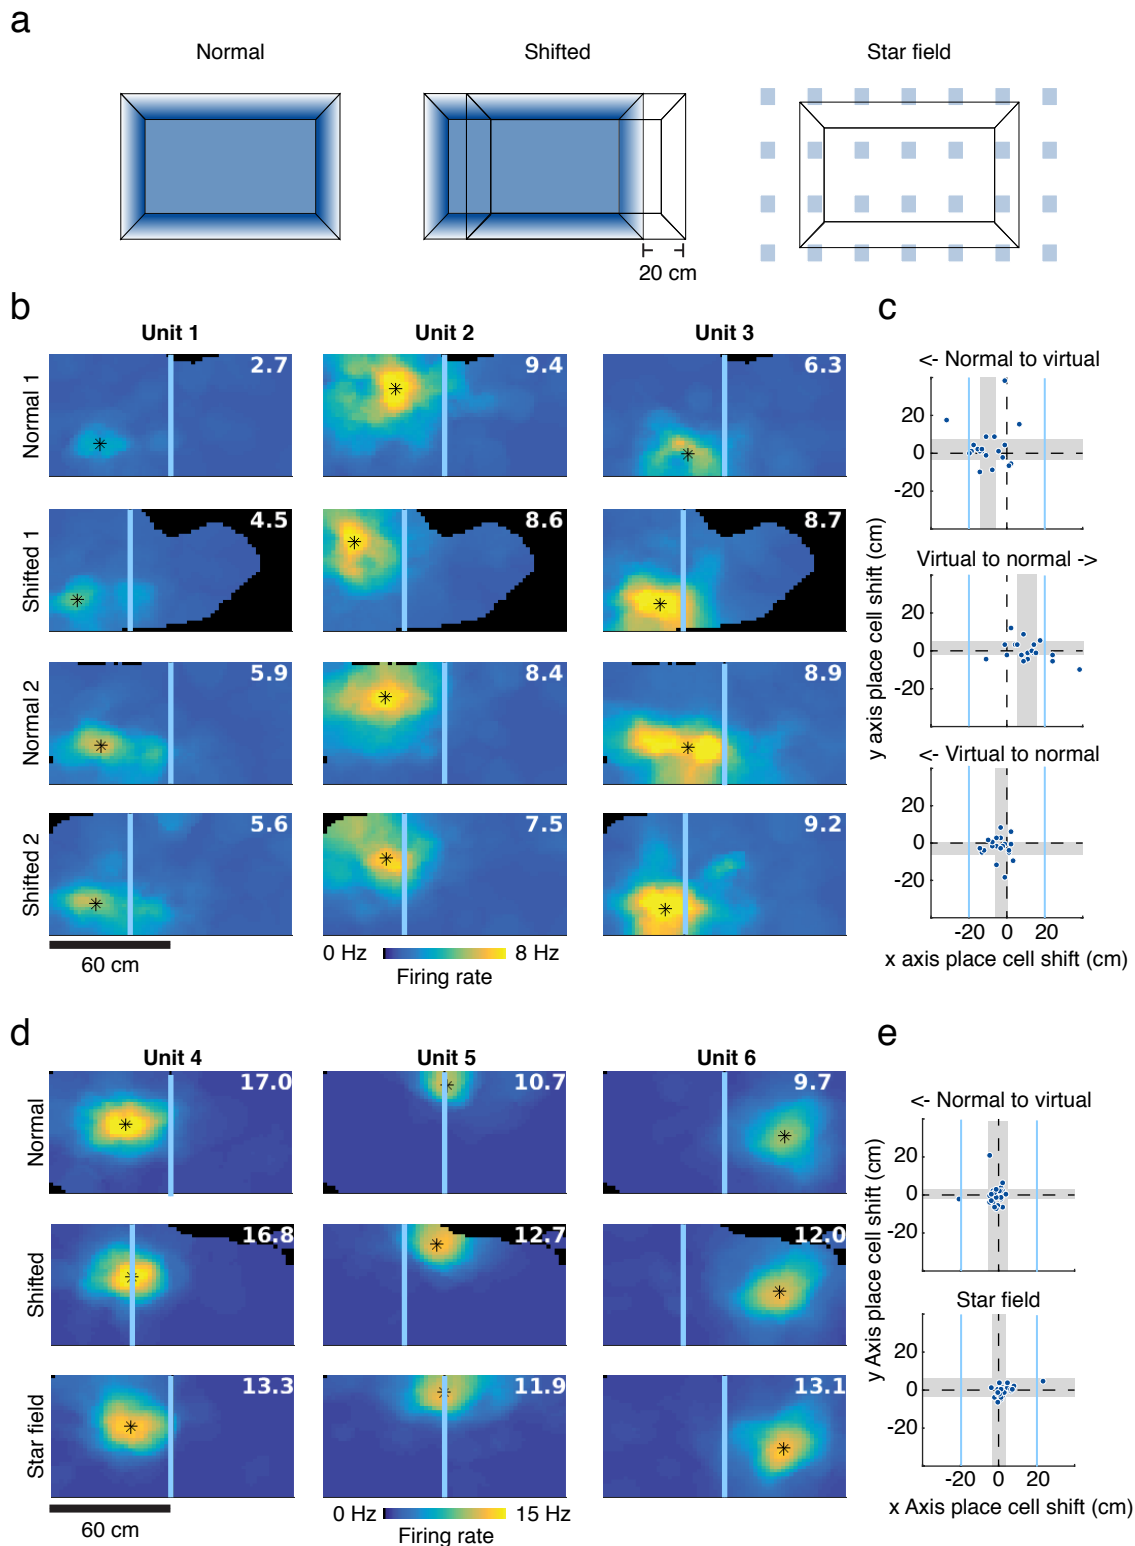 a
Normal
Shifted
Star field
20 cm
b
Unit 1
Unit 2
Unit 3
Normal 1
2.7
9.4
6.3
Shifted 1
4.5
8.6
8.7
Normal 2
5.9
8.4
8.9
Shifted 2
5.6
7.5
9.2
60 cm
0 Hz
8 Hz
Firing rate
c
<- Normal to virtual
20
0
-20
Virtual to normal ->
20
0
-20
<- Virtual to normal
20
0
-20
-20 0 20
x axis place cell shift (cm)
y axis place cell shift (cm)
d
Unit 4
Unit 5
Unit 6
Normal
17.0
10.7
9.7
Shifted
16.8
12.7
12.0
Star field
13.3
11.9
13.1
60 cm
0 Hz
15 Hz
Firing rate
e
<- Normal to virtual
20
0
-20
Star field
20
0
-20
-20 0 20
x Axis place cell shift (cm)
y Axis place cell shift (cm)